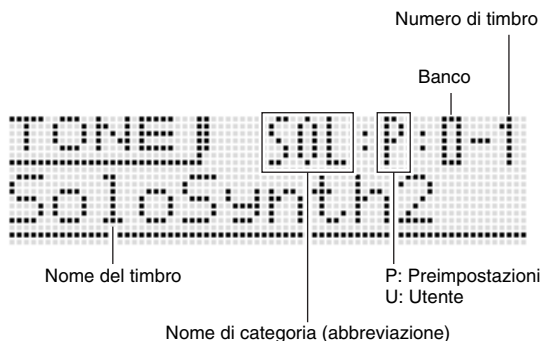 Numero di timbro
Banco
TONE SOL:P:0-1
SoloSynth2
Nome del timbro
P: Preimpostazioni
U: Utente
Nome di categoria (abbreviazione)